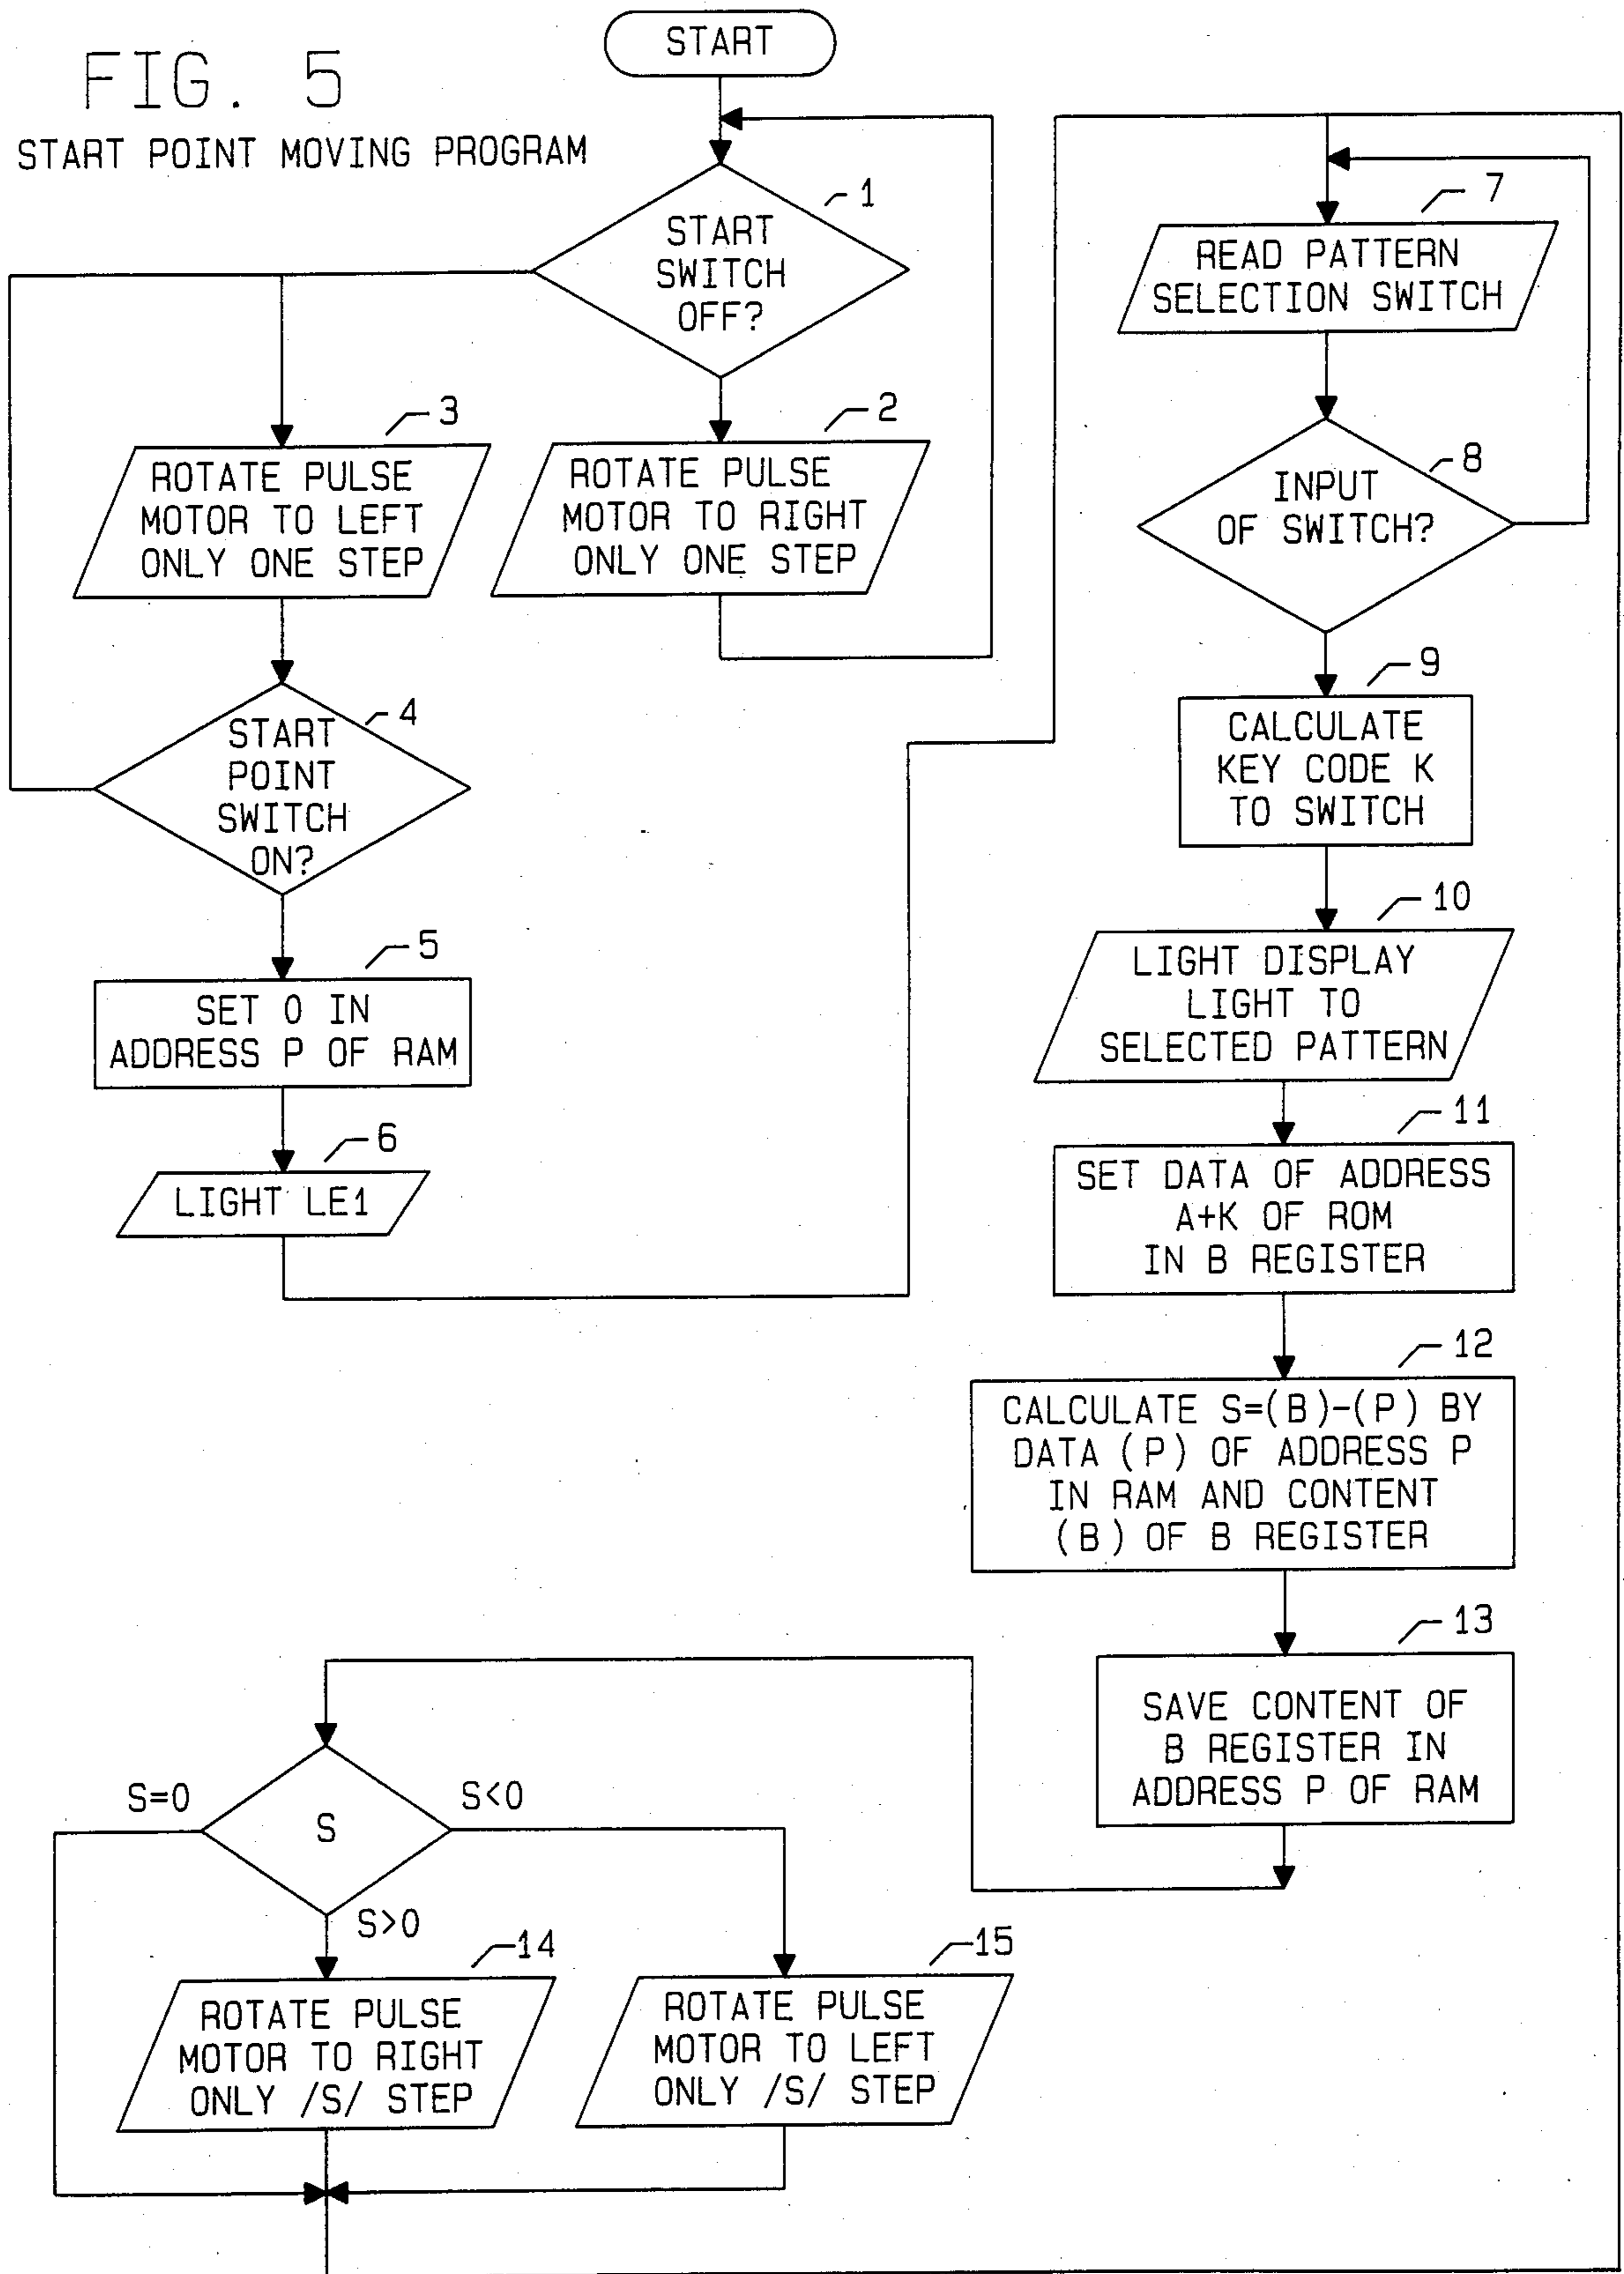 FIG. 5
START POINT MOVING PROGRAM
START
1
START
SWITCH
OFF?
2
ROTATE PULSE
MOTOR TO RIGHT
ONLY ONE STEP
3
ROTATE PULSE
MOTOR TO LEFT
ONLY ONE STEP
4
START
POINT
SWITCH
ON?
5
SET 0 IN
ADDRESS P OF RAM
6
LIGHT LE1
7
READ PATTERN
SELECTION SWITCH
8
INPUT
OF SWITCH?
9
CALCULATE
KEY CODE K
TO SWITCH
10
LIGHT DISPLAY
LIGHT TO
SELECTED PATTERN
11
SET DATA OF ADDRESS
A+K OF ROM
IN B REGISTER
12
CALCULATE S=(B)-(P) BY
DATA (P) OF ADDRESS P
IN RAM AND CONTENT
(B) OF B REGISTER
13
SAVE CONTENT OF
B REGISTER IN
ADDRESS P OF RAM
S=0
S
S<0
S>0
14
ROTATE PULSE
MOTOR TO RIGHT
ONLY /S/ STEP
15
ROTATE PULSE
MOTOR TO LEFT
ONLY /S/ STEP